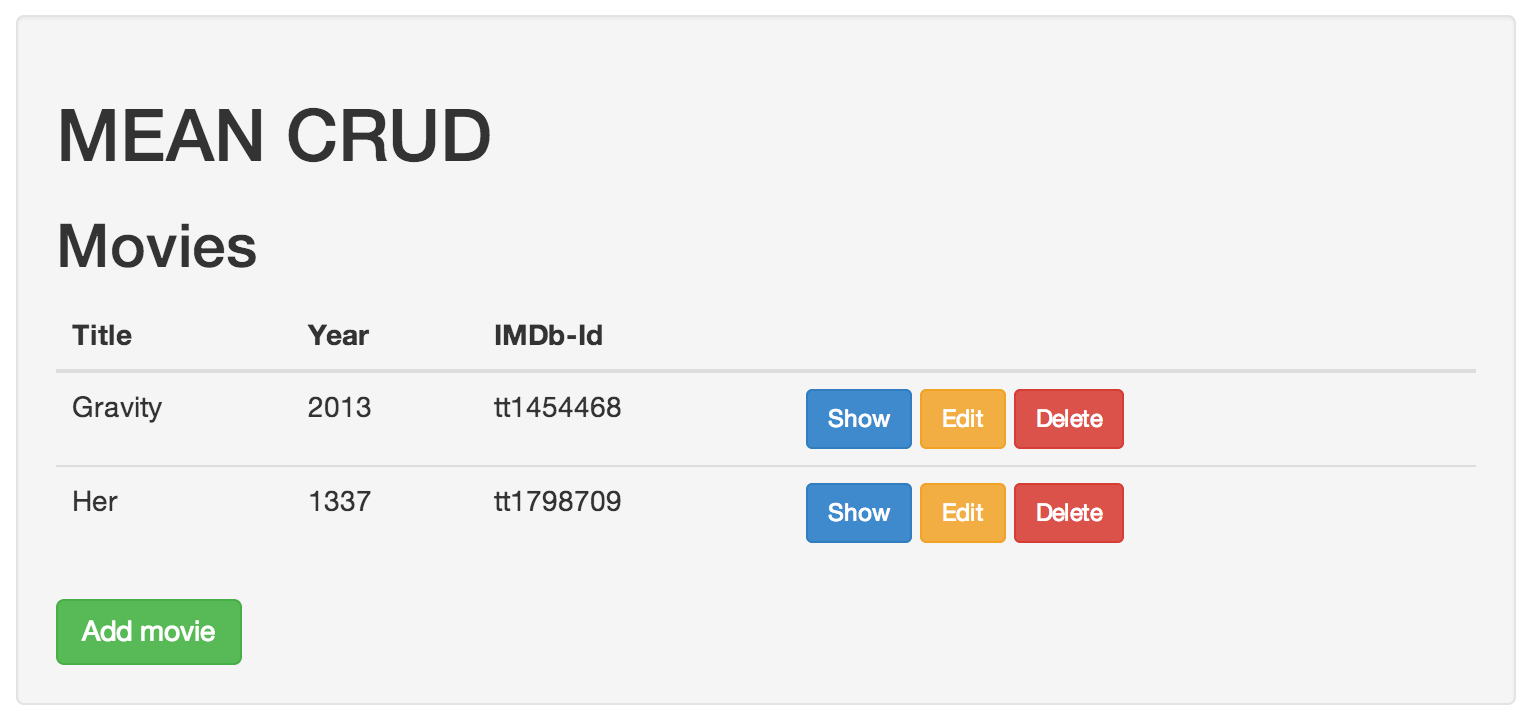 MEAN CRUD
Movies
Title Year IMDb-Id
Gravity 2013 tt1454468 Show Edit Delete
Her 1337 tt1798709 Show Edit Delete
Add movie